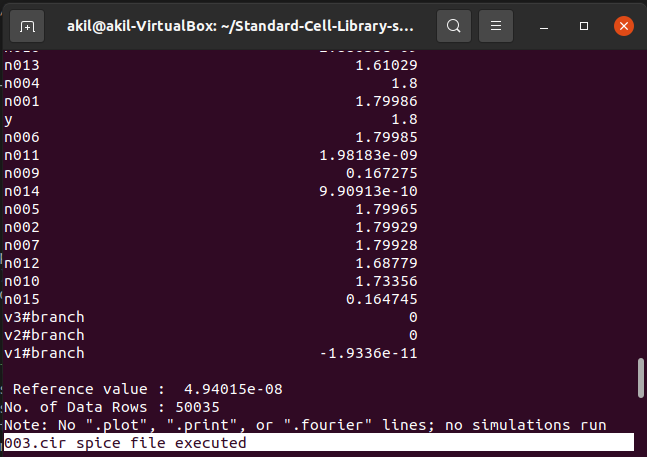 akil@akil-VirtualBox: ~/Standard-Cell-Library-s...
n013 1.61029
n004 1.8
n001 1.79986
y 1.8
n006 1.79985
n011 1.98183e-09
n009 0.167275
n014 9.90913e-10
n005 1.79965
n002 1.79929
n007 1.79928
n012 1.68779
n010 1.73356
n015 0.164745
v3#branch 0
v2#branch 0
v1#branch -1.9336e-11
Reference value : 4.94015e-08
No. of Data Rows : 50035
Note: No ".plot", ".print", or ".fourier" lines; no simulations run
003.cir spice file executed